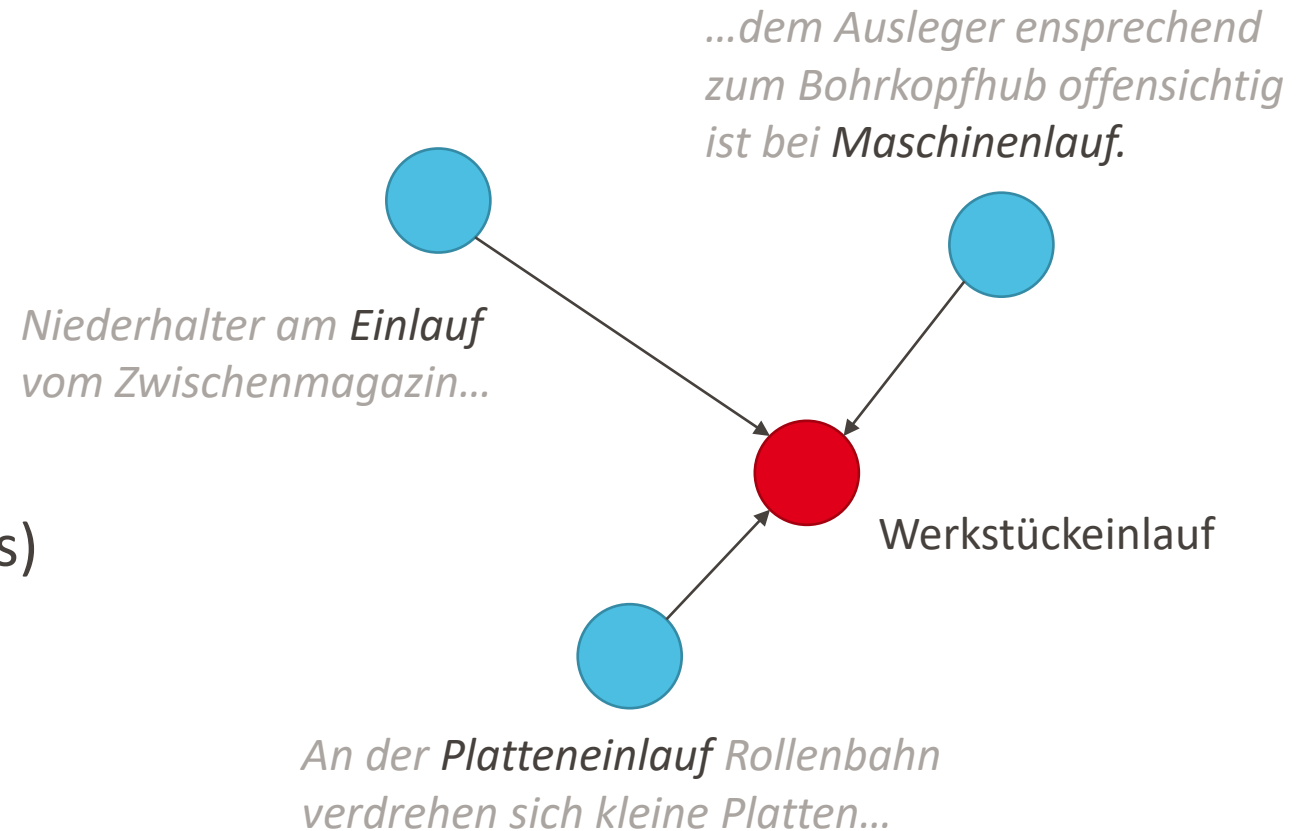 …dem Ausleger ensprechend
zum Bohrkopfhub offensichtig
ist bei Maschinenlauf.
Niederhalter am Einlauf
vom Zwischenmagazin…
s)
Werkstückeinlauf
An der Platteneinlauf Rollenbahn
verdrehen sich kleine Platten…